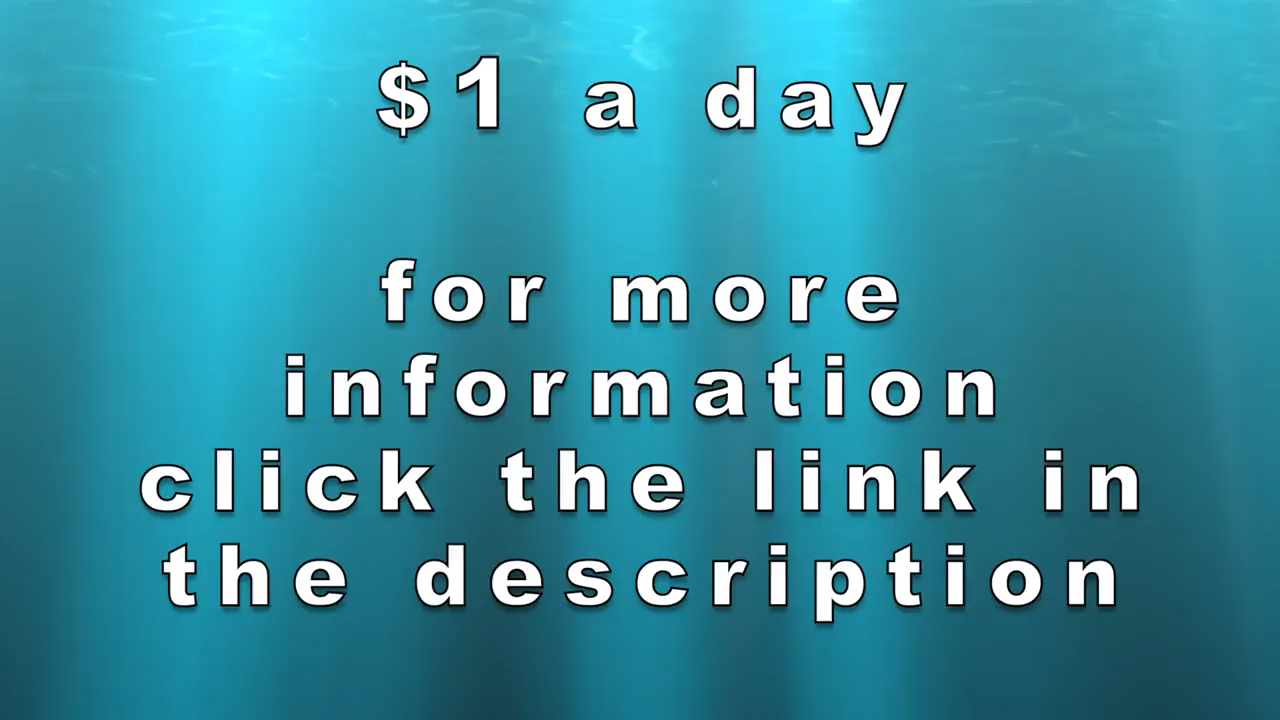 $1 a day
for more
information
click the link in
the description